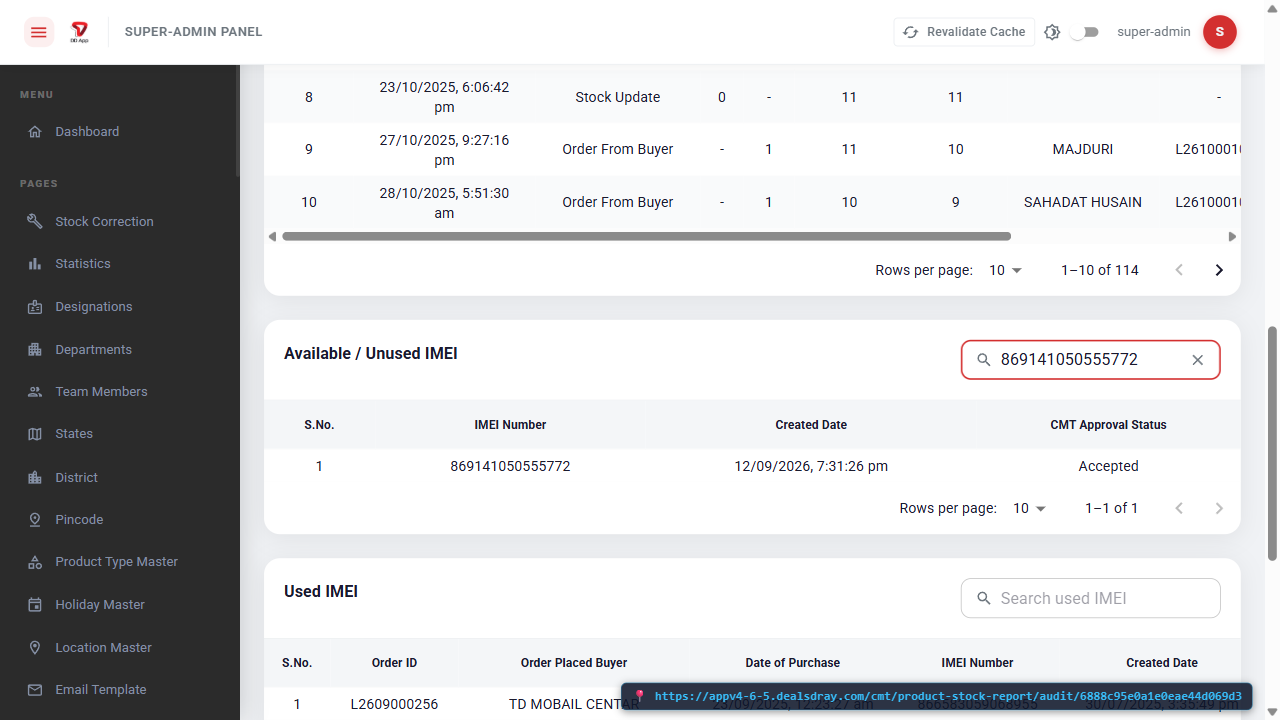 DD App
SUPER-ADMIN PANEL
Revalidate Cache
super-admin
S
MENU
Dashboard
PAGES
Stock Correction
Statistics
Designations
Departments
Team Members
States
District
Pincode
Product Type Master
Holiday Master
Location Master
Email Template
8 23/10/2025, 6:06:42 pm Stock Update 0 - 11 11 -
9 27/10/2025, 9:27:16 pm Order From Buyer - 1 11 10 MAJDURI L2610001
10 28/10/2025, 5:51:30 am Order From Buyer - 1 10 9 SAHADAT HUSAIN L2610001
Rows per page: 10 1–10 of 114
Available / Unused IMEI
869141050555772
S.No. IMEI Number Created Date CMT Approval Status
1 869141050555772 12/09/2026, 7:31:26 pm Accepted
Rows per page: 10 1–1 of 1
Used IMEI
Search used IMEI
S.No. Order ID Order Placed Buyer Date of Purchase IMEI Number Created Date
1 L2609000256 TD MOBAIL CENTAR
https://appv4-6-5.dealsdray.com/cmt/product-stock-report/audit/6888c95e0a1e0eae44d069d3